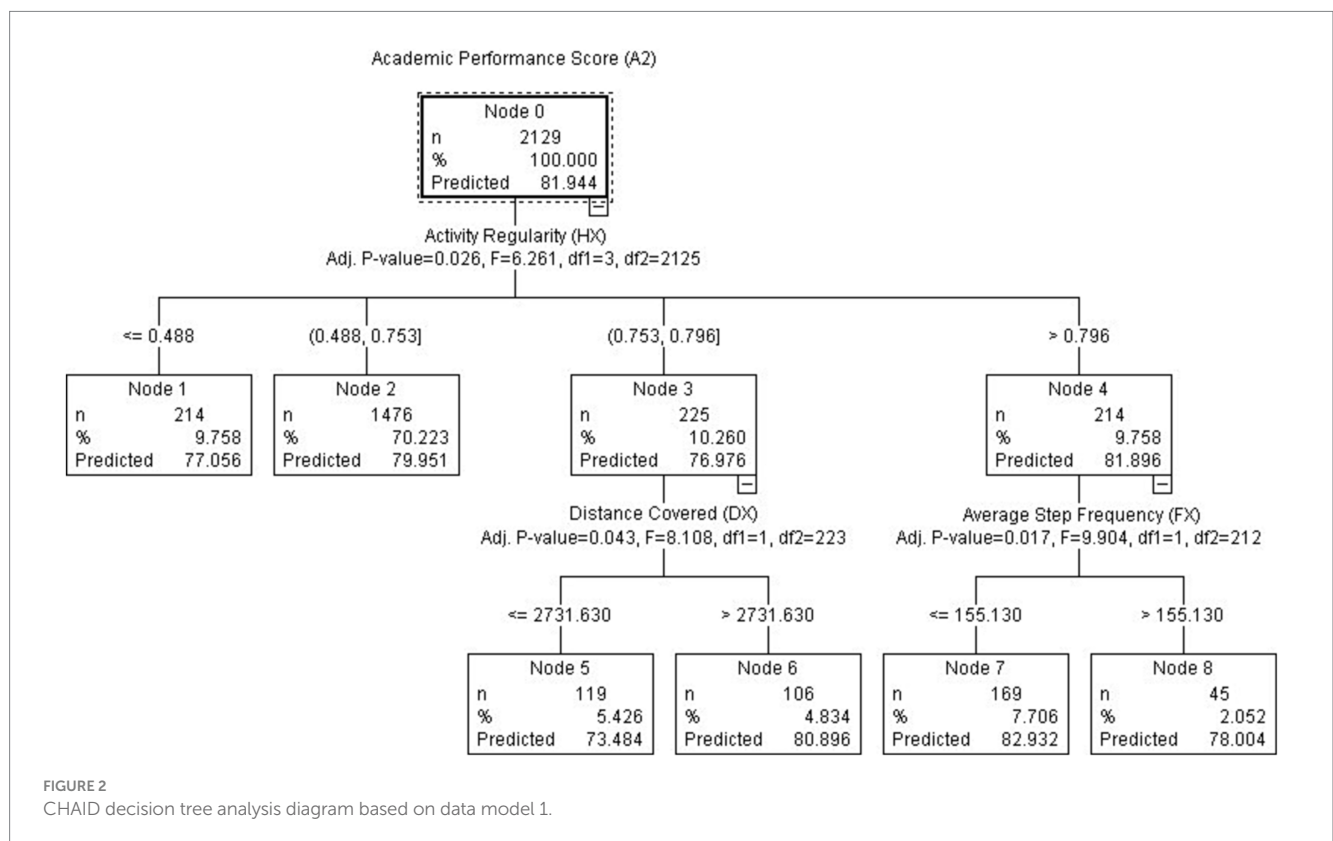 Academic Performance Score (A2)
Node 0
n 2129
% 100.000
Predicted 81.944
Activity Regularity (HX)
Adj. P-value=0.026, F=6.261, df1=3, df2=2125
<= 0.488
(0.488, 0.753]
(0.753, 0.796]
> 0.796
Node 1
n 214
% 9.758
Predicted 77.056
Node 2
n 1476
% 70.223
Predicted 79.951
Node 3
n 225
% 10.260
Predicted 76.976
Node 4
n 214
% 9.758
Predicted 81.896
Distance Covered (DX)
Adj. P-value=0.043, F=8.108, df1=1, df2=223
Average Step Frequency (FX)
Adj. P-value=0.017, F=9.904, df1=1, df2=212
<= 2731.630
> 2731.630
<= 155.130
> 155.130
Node 5
n 119
% 5.426
Predicted 73.484
Node 6
n 106
% 4.834
Predicted 80.896
Node 7
n 169
% 7.706
Predicted 82.932
Node 8
n 45
% 2.052
Predicted 78.004
FIGURE 2
CHAID decision tree analysis diagram based on data model 1.